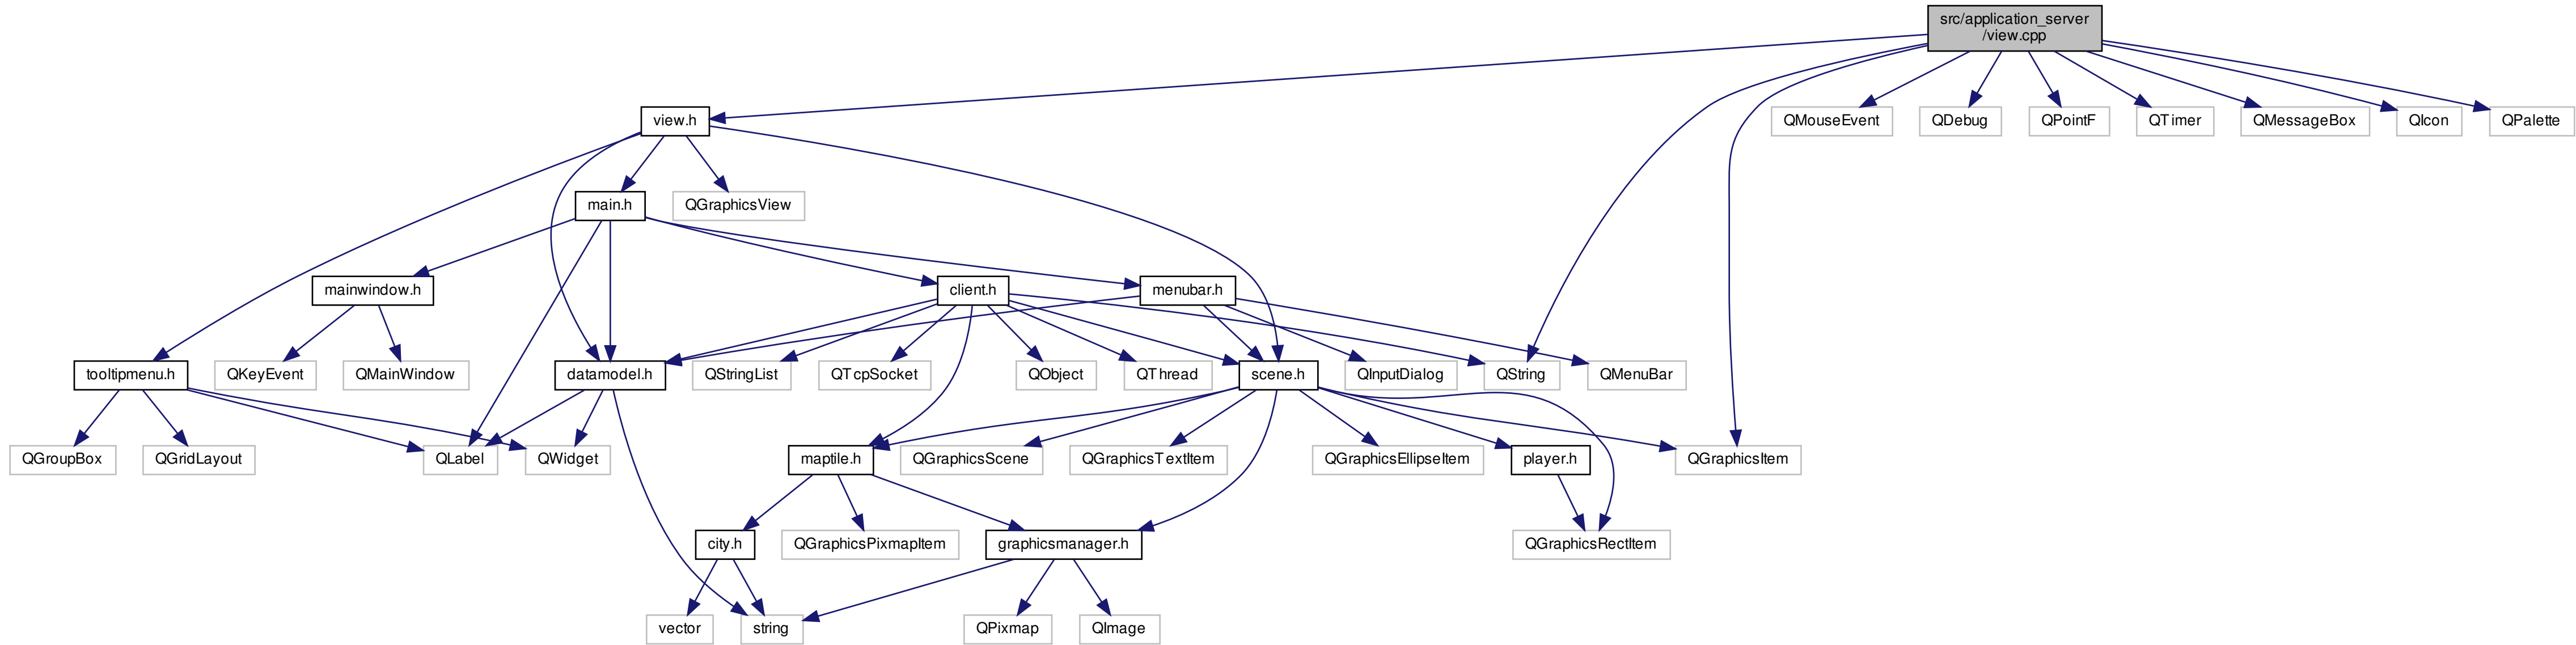 src/application_server
/view.cpp
view.h
QMouseEvent
QDebug
QPointF
QTimer
QMessageBox
QIcon
QPalette
main.h
QGraphicsView
mainwindow.h
client.h
menubar.h
tooltipmenu.h
QKeyEvent
QMainWindow
datamodel.h
QStringList
QTcpSocket
QObject
QThread
scene.h
QInputDialog
QString
QMenuBar
QGroupBox
QGridLayout
QLabel
QWidget
maptile.h
QGraphicsScene
QGraphicsTextItem
QGraphicsEllipseItem
player.h
QGraphicsItem
city.h
QGraphicsPixmapItem
graphicsmanager.h
QGraphicsRectItem
vector
string
QPixmap
QImage